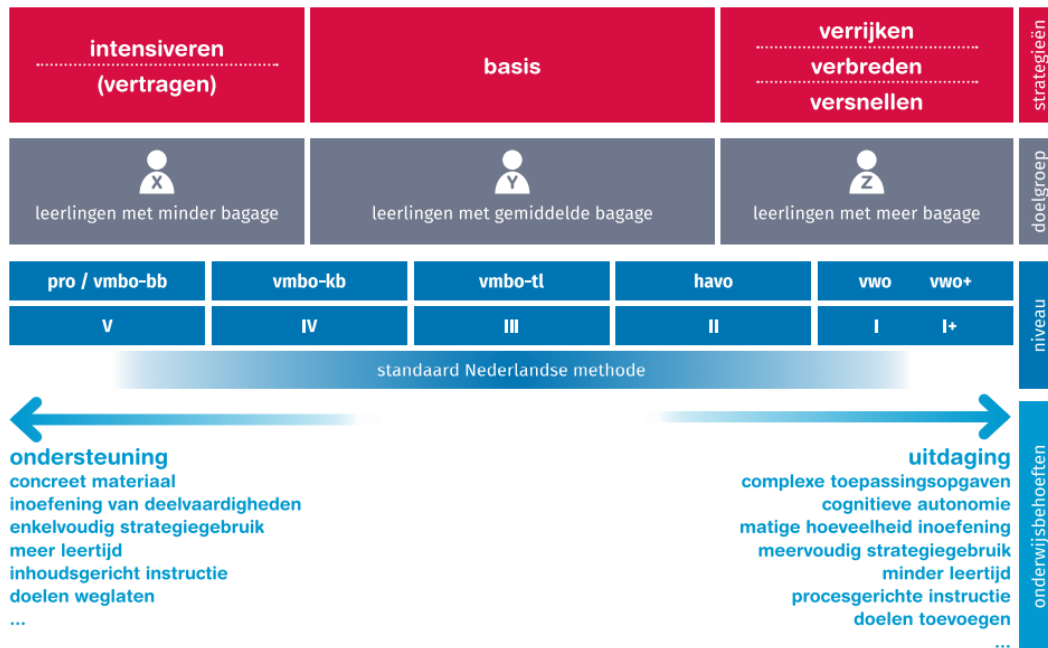 intensiveren
(vertragen)
basis
verrijken
verbreden
versnellen
strategieën
X
leerlingen met minder bagage
Y
leerlingen met gemiddelde bagage
Z
leerlingen met meer bagage
doelgroep
pro / vmbo-bb
vmbo-kb
vmbo-tl
havo
vwo vwo+
V
IV
III
II
I I+
standaard Nederlandse methode
niveau
ondersteuning
concreet materiaal
inoefening van deelvaardigheden
enkelvoudig strategiegebruik
meer leertijd
inhoudsgericht instructie
doelen weglaten
...
uitdaging
complexe toepassingsopgaven
cognitieve autonomie
matige hoeveelheid inoefening
meervoudig strategiegebruik
minder leertijd
procesgerichte instructie
doelen toevoegen
...
onderwijsbehoeften